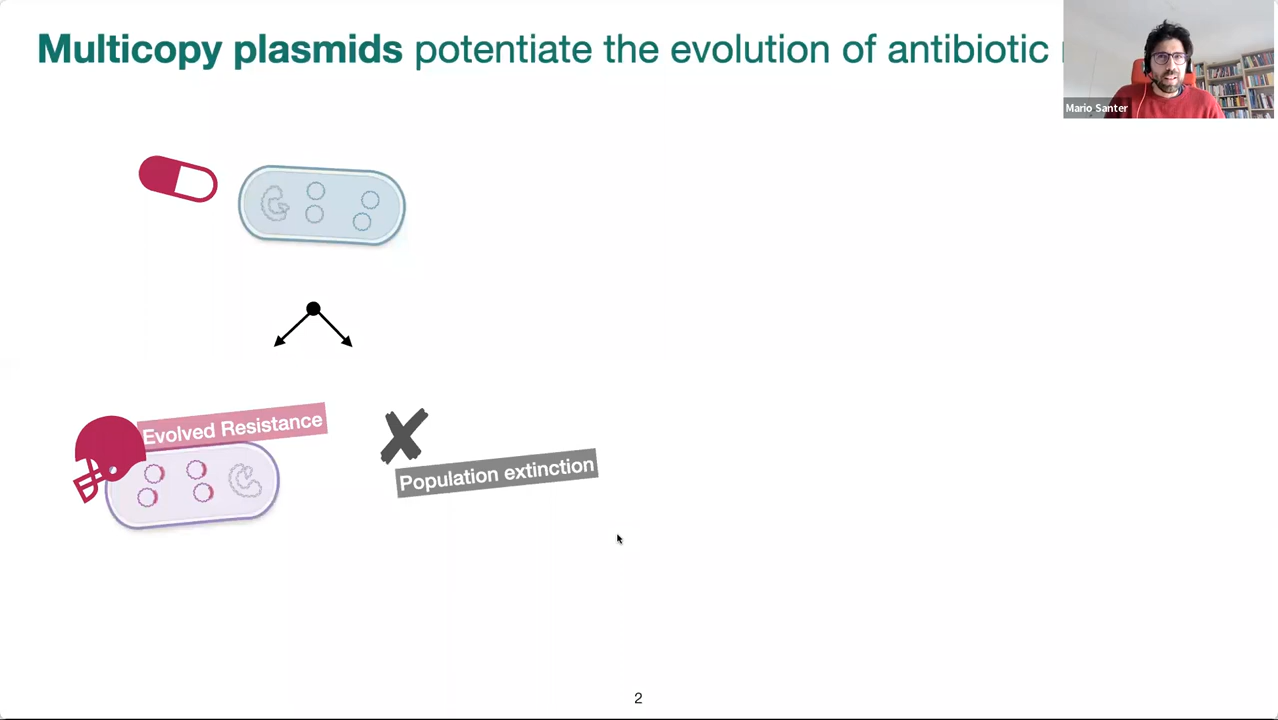 Multicopy plasmids potentiate the evolution of antibiotic
Mario Santer
Evolved Resistance
Population extinction
2